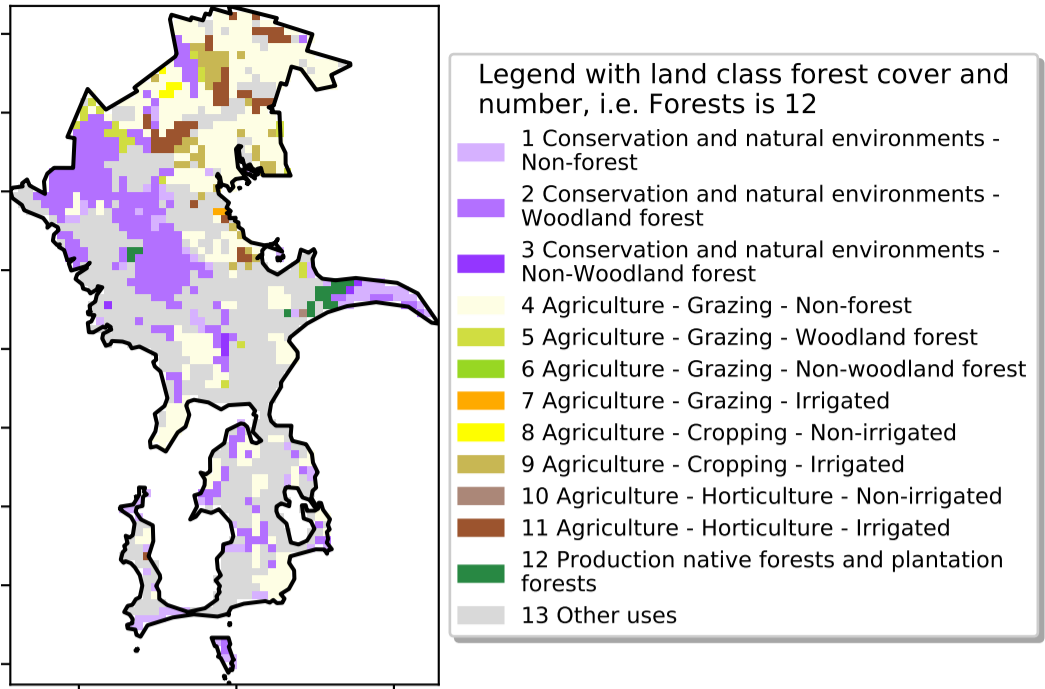 Legend with land class forest cover and
number, i.e. Forests is 12
1 Conservation and natural environments -
Non-forest
2 Conservation and natural environments -
Woodland forest
3 Conservation and natural environments -
Non-Woodland forest
4 Agriculture - Grazing - Non-forest
5 Agriculture - Grazing - Woodland forest
6 Agriculture - Grazing - Non-woodland forest
7 Agriculture - Grazing - Irrigated
8 Agriculture - Cropping - Non-irrigated
9 Agriculture - Cropping - Irrigated
10 Agriculture - Horticulture - Non-irrigated
11 Agriculture - Horticulture - Irrigated
12 Production native forests and plantation
forests
13 Other uses